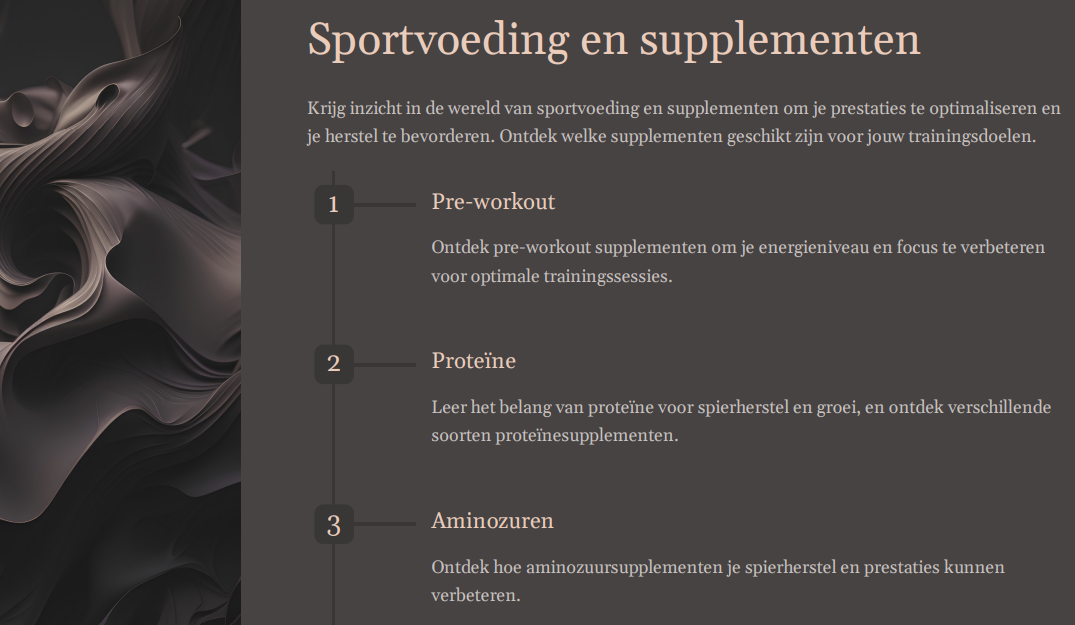 Sportvoeding en supplementen
Krijg inzicht in de wereld van sportvoeding en supplementen om je prestaties te optimaliseren en
je herstel te bevorderen. Ontdek welke supplementen geschikt zijn voor jouw trainingsdoelen.
1
Pre-workout
Ontdek pre-workout supplementen om je energieniveau en focus te verbeteren
voor optimale trainingssessies.
2
Proteïne
Leer het belang van proteïne voor spierherstel en groei, en ontdek verschillende
soorten proteïnesupplementen.
3
Aminozuren
Ontdek hoe aminozuursupplementen je spierherstel en prestaties kunnen
verbeteren.